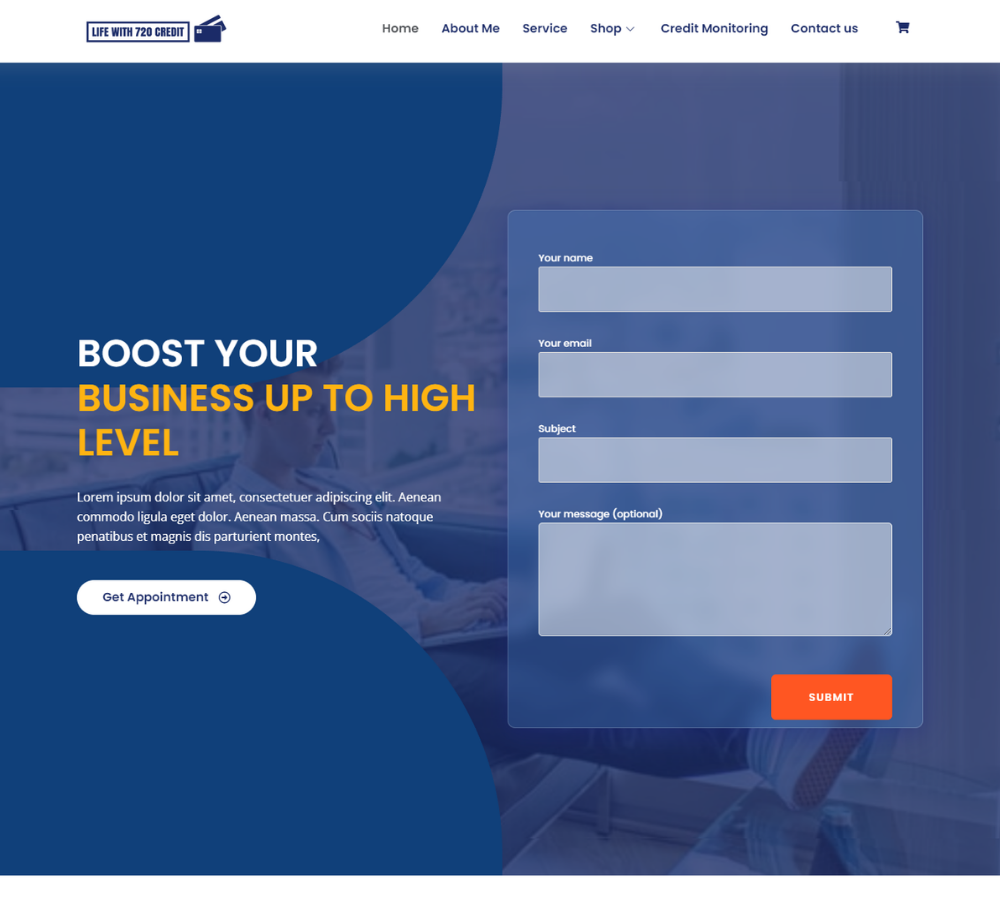 LIFE WITH 720 CREDIT
Home
About Me
Service
Shop
Credit Monitoring
Contact us
BOOST YOUR
BUSINESS UP TO HIGH
LEVEL
Lorem ipsum dolor sit amet, consectetuer adipiscing elit. Aenean
commodo ligula eget dolor. Aenean massa. Cum sociis natoque
penatibus et magnis dis parturient montes,
Get Appointment
Your name
Your email
Subject
Your message (optional)
SUBMIT